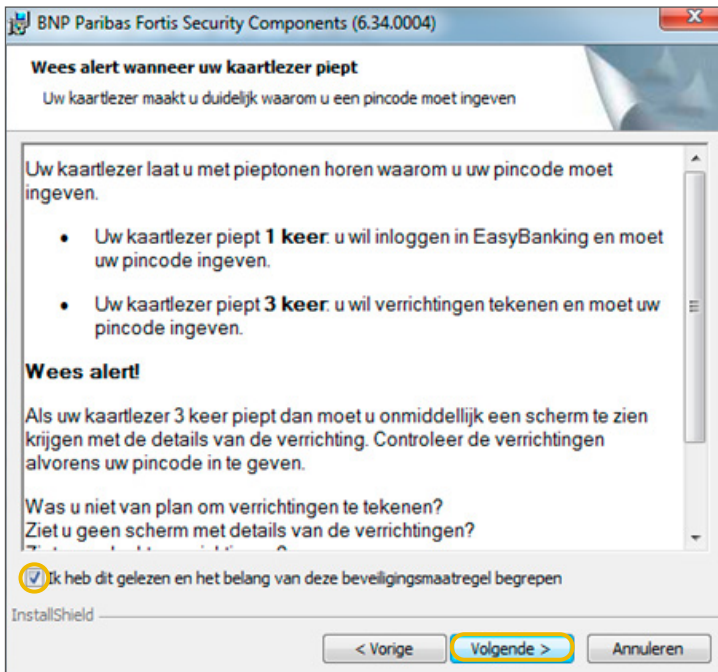 BNP Paribas Fortis Security Components (6.34.0004)
Wees alert wanneer uw kaartlezer piept
Uw kaartlezer maakt u duidelijk waarom u een pincode moet ingeven
Uw kaartlezer laat u met pieptonen horen waarom u uw pincode moet
ingeven.
• Uw kaartlezer piept 1 keer: u wil inloggen in EasyBanking en moet
uw pincode ingeven.
• Uw kaartlezer piept 3 keer: u wil verrichtingen tekenen en moet uw
pincode ingeven.
Wees alert!
Als uw kaartlezer 3 keer piept dan moet u onmiddellijk een scherm te zien
krijgen met de details van de verrichting. Controleer de verrichtingen
alvorens uw pincode in te geven.
Was u niet van plan om verrichtingen te tekenen?
Ziet u geen scherm met details van de verrichtingen?
Ik heb dit gelezen en het belang van deze beveiligingsmaatregel begrepen
InstallShield
< Vorige
Volgende >
Annuleren